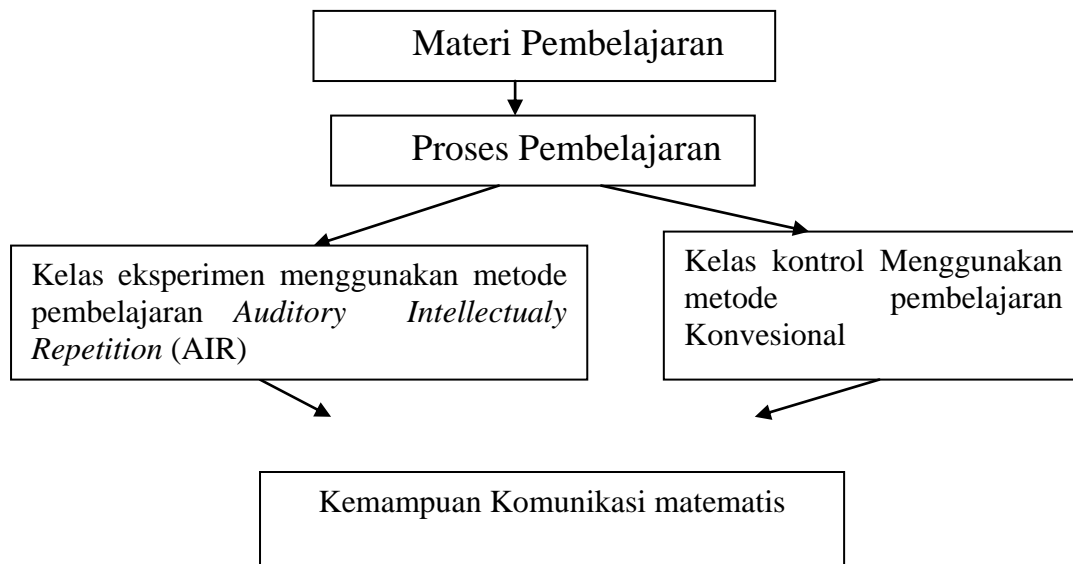 Materi Pembelajaran
Proses Pembelajaran
Kelas eksperimen menggunakan metode
pembelajaran Auditory Intellectualy
Repetition (AIR)
Kelas kontrol Menggunakan
metode pembelajaran
Konvesional
Kemampuan Komunikasi matematis